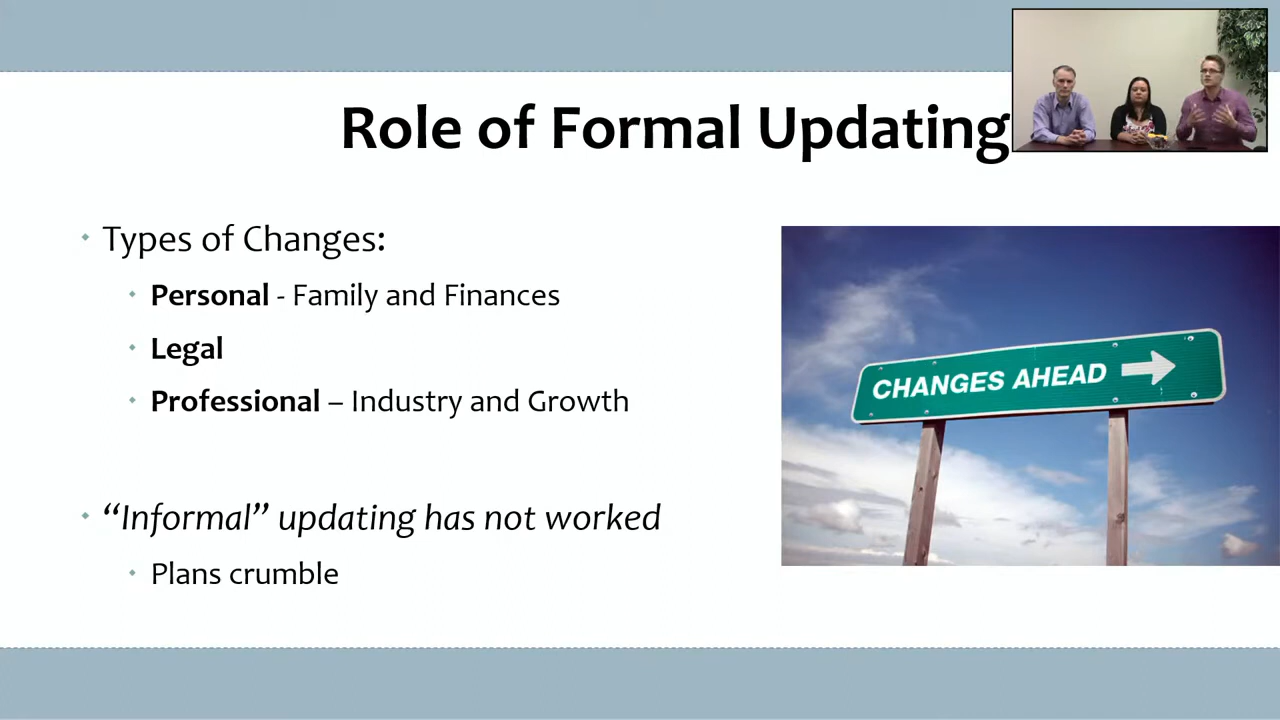 Role of Formal Updating
Types of Changes:
Personal - Family and Finances
Legal
Professional – Industry and Growth
“Informal” updating has not worked
Plans crumble
CHANGES AHEAD